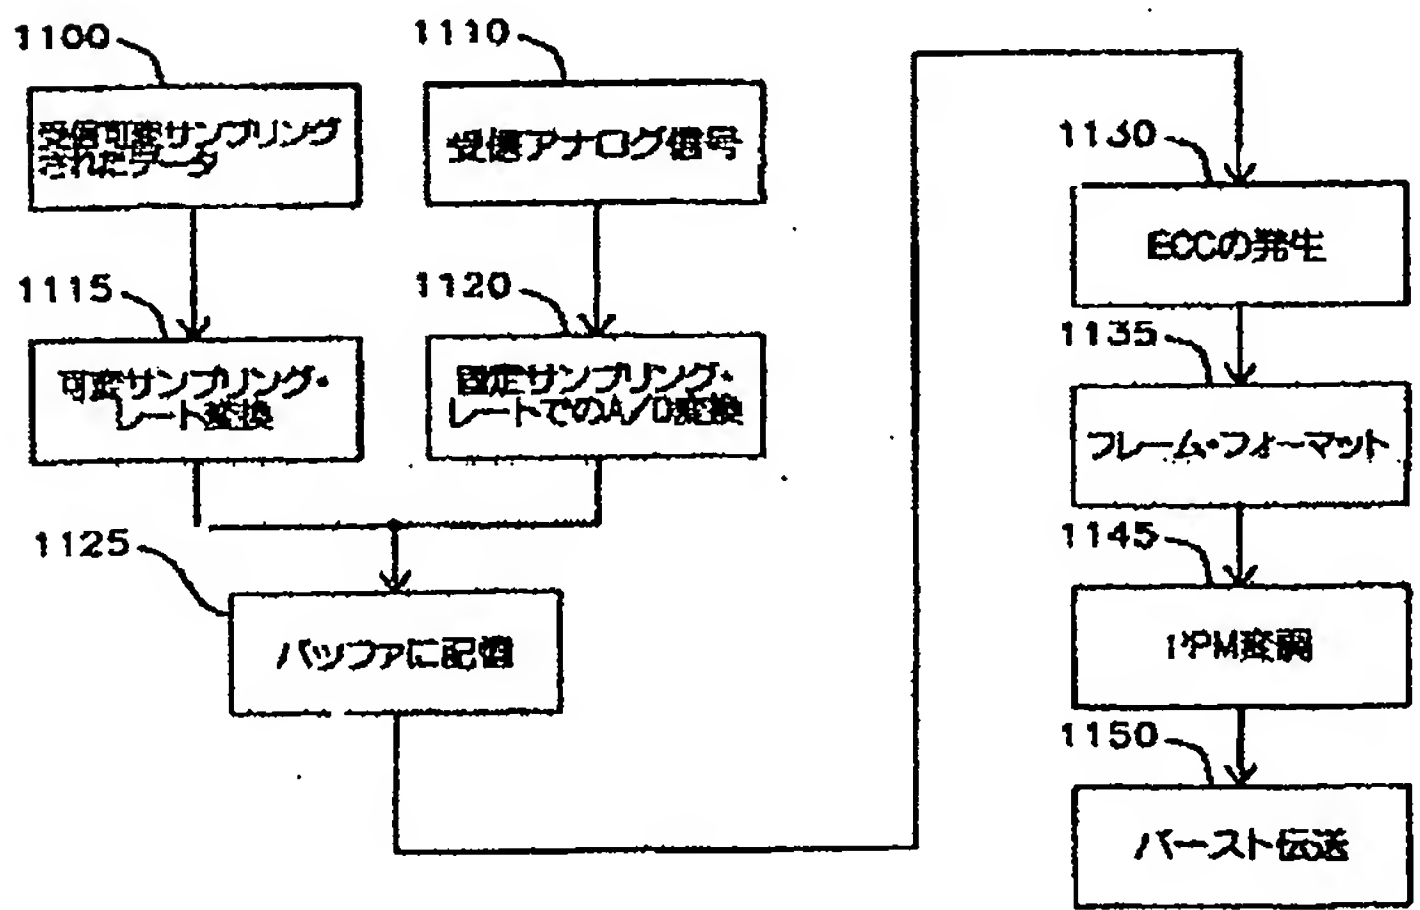 1100
受信可変サンプリング
されたデータ
1110
受信アナログ信号
1115
可変サンプリング・
レート変換
1120
固定サンプリング・
レートでのA/D変換
1125
バッファに記憶
1130
ECCの発生
1135
フレーム・フォーマット
1145
PPM変調
1150
バースト伝送